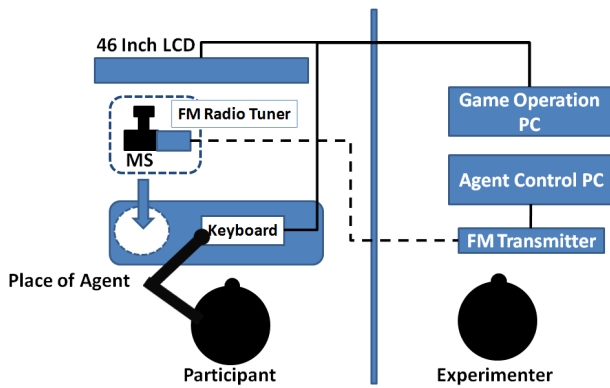 46 Inch LCD
FM Radio Tuner
MS
Keyboard
Place of Agent
Participant
Game Operation
PC
Agent Control PC
FM Transmitter
Experimenter